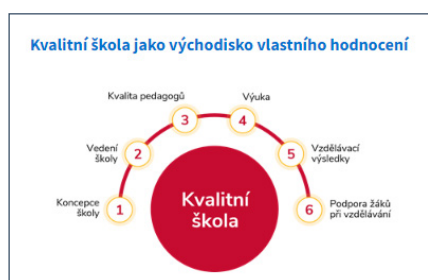 Kvalitní škola jako východisko vlastního hodnocení
Kvalita pedagogů
Výuka
3
4
Vedení
školy
2
5
Vzdělávací
výsledky
Koncepce
školy
1
Kvalitní
škola
6
Podpora žáků
při vzdělávání